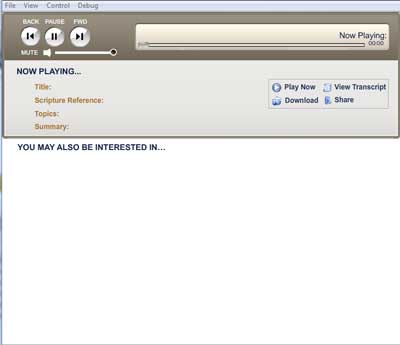 File View Control Debug
BACK PAUSE FWD
Now Playing:
00:00
MUTE
NOW PLAYING...
Title:
Scripture Reference:
Topics:
Summary:
Play Now View Transcript
Download Share
YOU MAY ALSO BE INTERESTED IN...